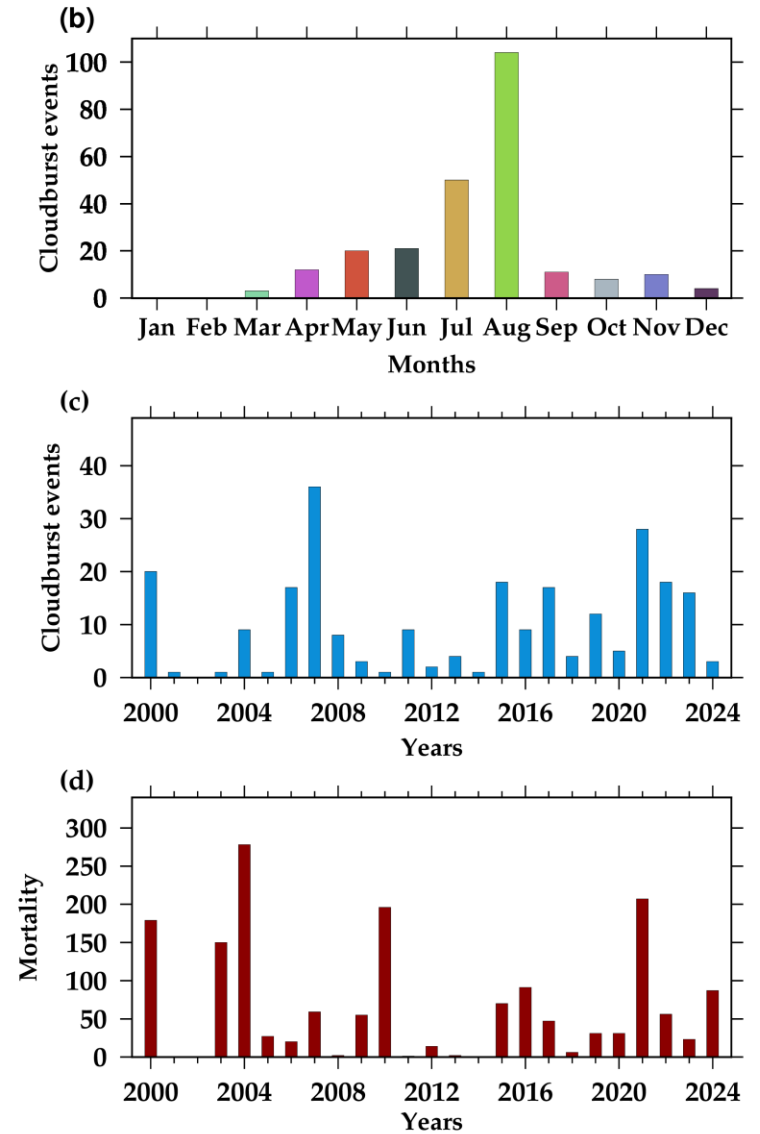 (b)
Cloudburst events
100
80
60
40
20
0
Jan Feb Mar Apr May Jun Jul Aug Sep Oct Nov Dec
Months
(c)
Cloudburst events
40
30
20
10
0
2000 2004 2008 2012 2016 2020 2024
Years
(d)
Mortality
300
250
200
150
100
50
0
2000 2004 2008 2012 2016 2020 2024
Years